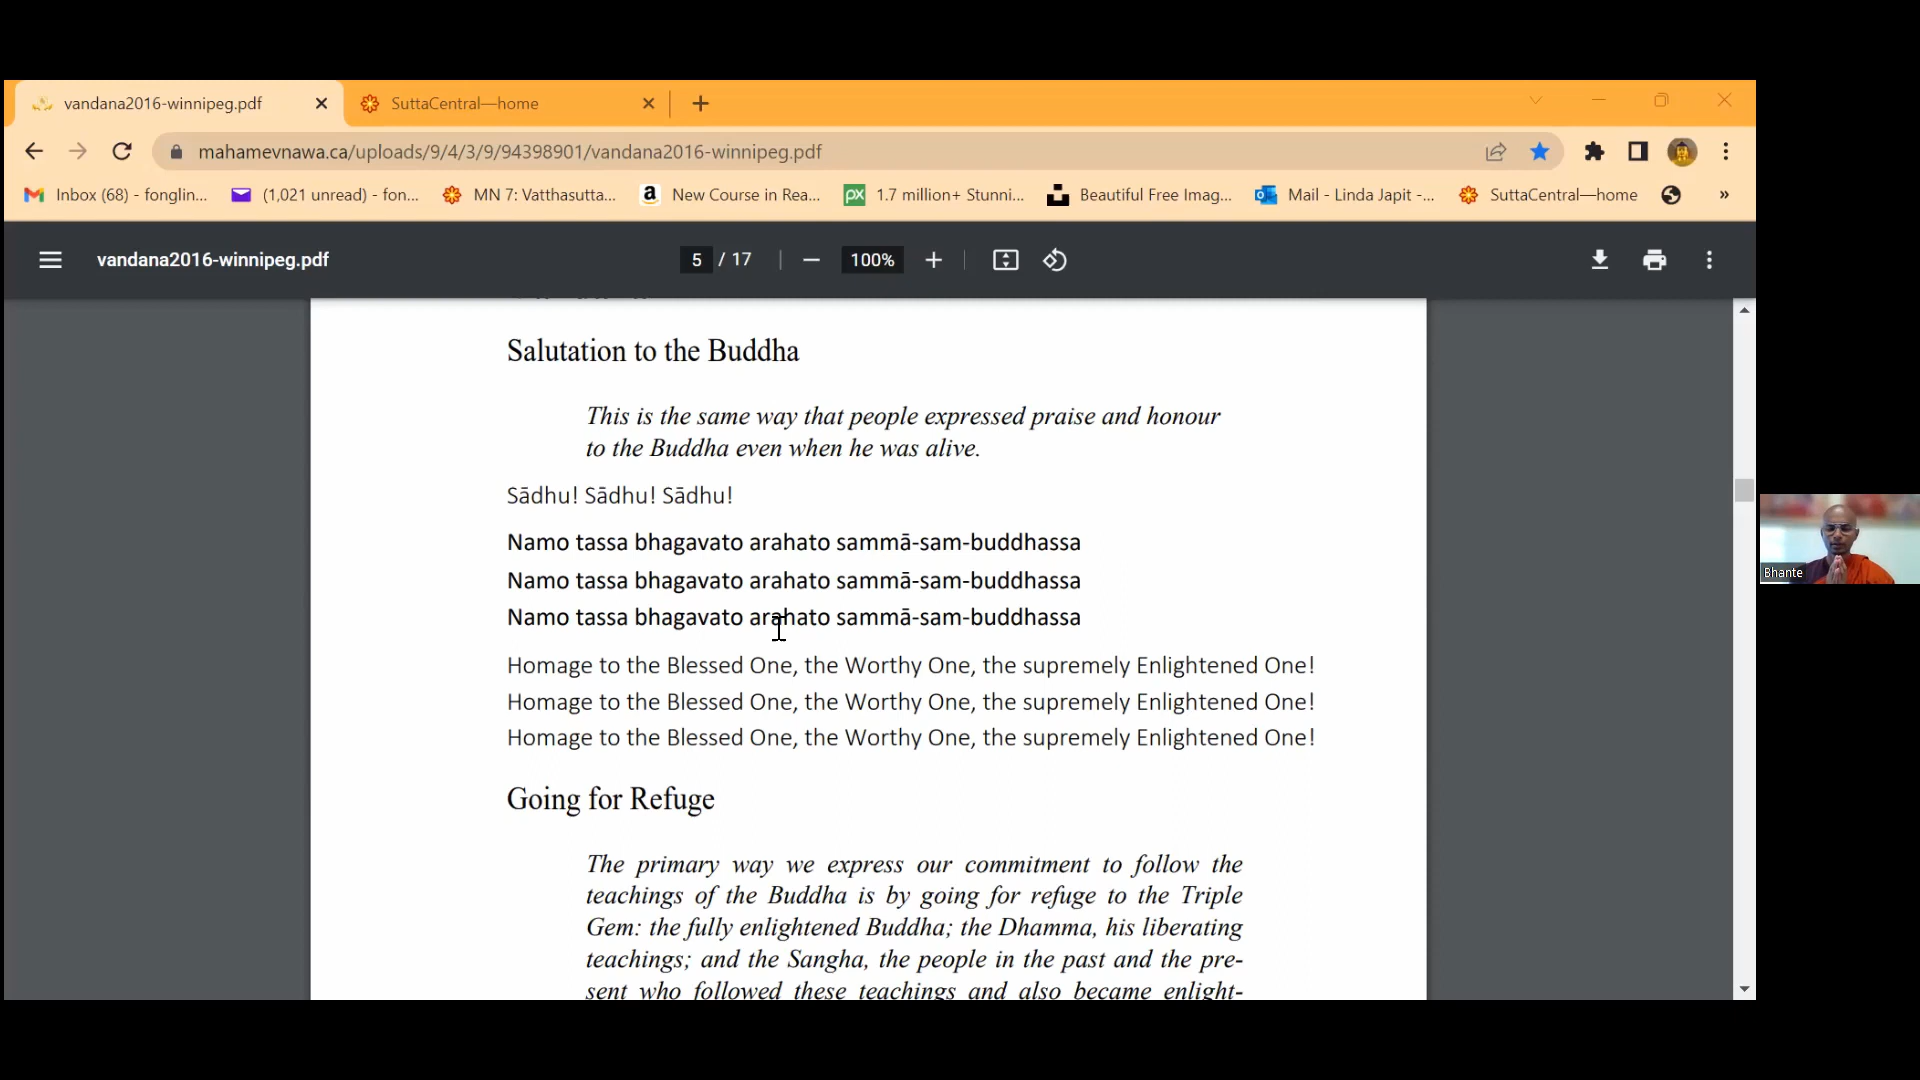 vandana2016-winnipeg.pdf
SuttaCentral—home
mahamevnawa.ca/uploads/9/4/3/9/94398901/vandana2016-winnipeg.pdf
Inbox (68) - fonglin... (1,021 unread) - fon... MN 7: Vatthasutta... New Course in Rea... 1.7 million+ Stunni... Beautiful Free Imag... Mail - Linda Japit -... SuttaCentral—home »
vandana2016-winnipeg.pdf 5 / 17 100%
Salutation to the Buddha
This is the same way that people expressed praise and honour
to the Buddha even when he was alive.
Sādhu! Sādhu! Sādhu!
Namo tassa bhagavato arahato sammā-sam-buddhassa
Namo tassa bhagavato arahato sammā-sam-buddhassa
Namo tassa bhagavato arahato sammā-sam-buddhassa
Homage to the Blessed One, the Worthy One, the supremely Enlightened One!
Homage to the Blessed One, the Worthy One, the supremely Enlightened One!
Homage to the Blessed One, the Worthy One, the supremely Enlightened One!
Going for Refuge
The primary way we express our commitment to follow the
teachings of the Buddha is by going for refuge to the Triple
Gem: the fully enlightened Buddha; the Dhamma, his liberating
teachings; and the Sangha, the people in the past and the pre-
sent who followed these teachings and also became enlight-
Bhante